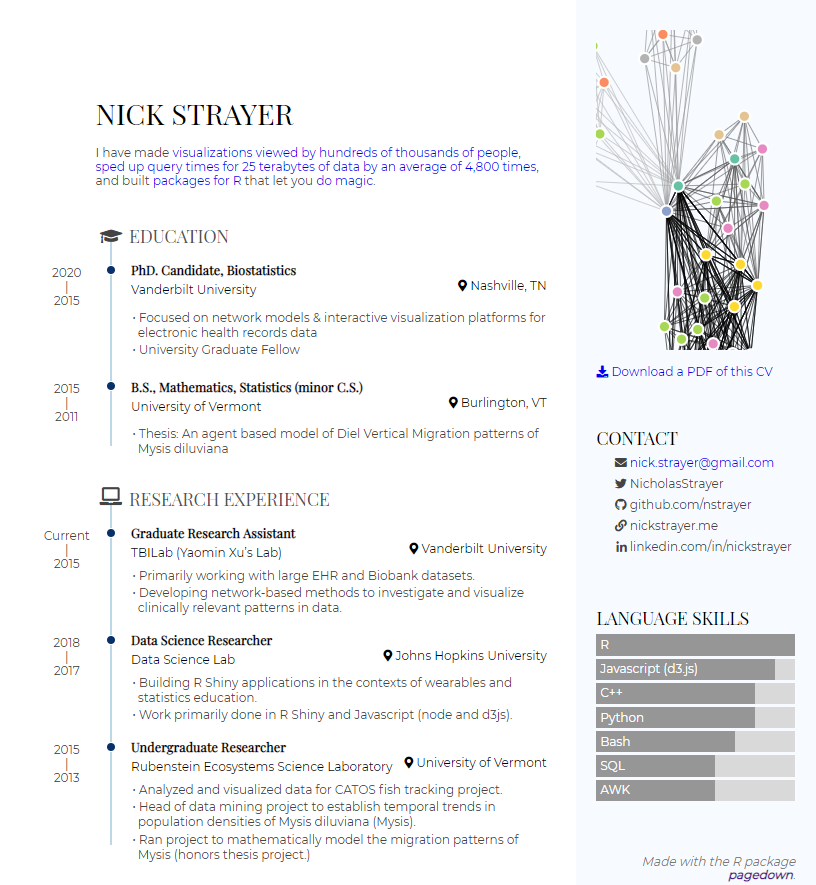 NICK STRAYER
I have made visualizations viewed by hundreds of thousands of people,
sped up query times for 25 terabytes of data by an average of 4,800 times,
and built packages for R that let you do magic.
EDUCATION
2020
|
2015
PhD. Candidate, Biostatistics
Vanderbilt University
Nashville, TN
• Focused on network models & interactive visualization platforms for
electronic health records data
• University Graduate Fellow
2015
|
2011
B.S., Mathematics, Statistics (minor C.S.)
University of Vermont
Burlington, VT
• Thesis: An agent based model of Diel Vertical Migration patterns of
Mysis diluviana
RESEARCH EXPERIENCE
Current
|
2015
Graduate Research Assistant
TBILab (Yaomin Xu's Lab)
Vanderbilt University
• Primarily working with large EHR and Biobank datasets.
• Developing network-based methods to investigate and visualize
clinically relevant patterns in data.
2018
|
2017
Data Science Researcher
Data Science Lab
Johns Hopkins University
• Building R Shiny applications in the contexts of wearables and
statistics education.
• Work primarily done in R Shiny and Javascript (node and d3js).
2015
|
2013
Undergraduate Researcher
Rubenstein Ecosystems Science Laboratory
University of Vermont
• Analyzed and visualized data for CATOS fish tracking project.
• Head of data mining project to establish temporal trends in
population densities of Mysis diluviana (Mysis).
• Ran project to mathematically model the migration patterns of
Mysis (honors thesis project.)
Download a PDF of this CV
CONTACT
nick.strayer@gmail.com
NicholasStrayer
github.com/nstrayer
nickstrayer.me
linkedin.com/in/nickstrayer
LANGUAGE SKILLS
R
Javascript (d3.js)
C++
Python
Bash
SQL
AWK
Made with the R package
pagedown.